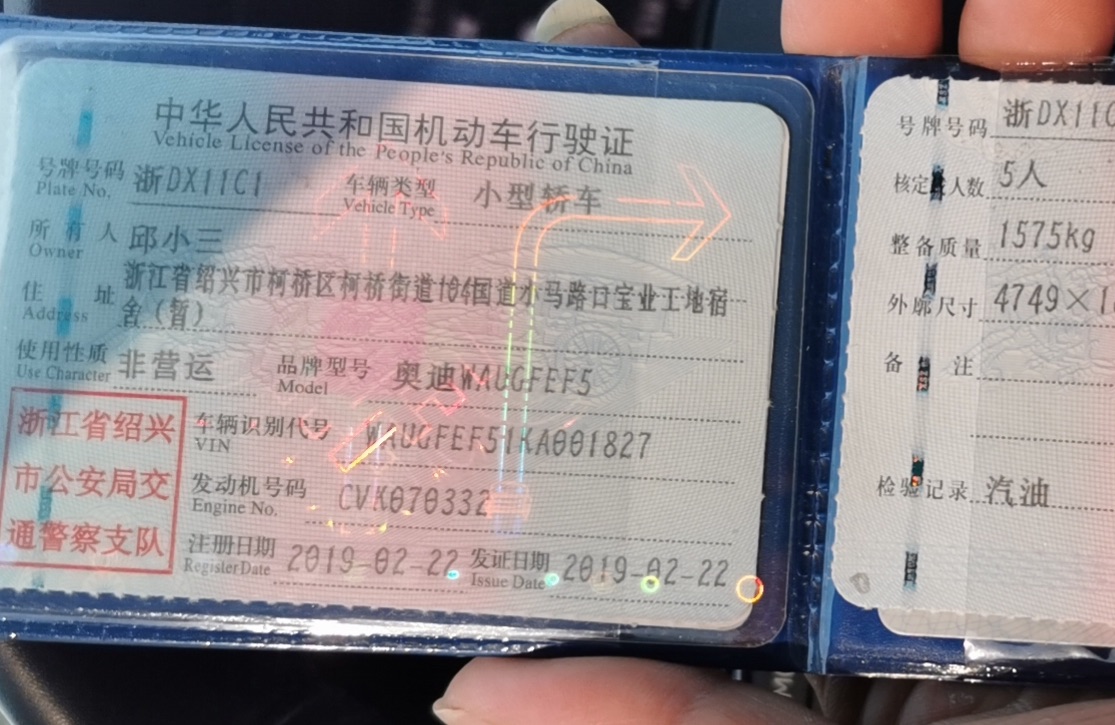 中华人民共和国机动车行驶证
Vehicle License of the People's Republic of China
号牌号码 浙DX11C1 车辆类型 小型轿车
Plate No. Vehicle Type
所有人 邱小三
Owner
住址 浙江省绍兴市柯桥区柯桥街道104国道小马路口宝业工地宿
Address 舍（暂）
使用性质 非营运 品牌型号 奥迪WAUGFEF5
Use Character Model
浙江省绍兴
市公安局交
通警察支队
车辆识别代号 WAUGFEF51KA001827
VIN
发动机号码 CVK070332
Engine No.
注册日期 2019-02-22 发证日期 2019-02-22
Register Date Issue Date
号牌号码 浙DX11C
核定载人数 5人
整备质量 1575kg
外廓尺寸 4749×1
备注
检验记录 汽油